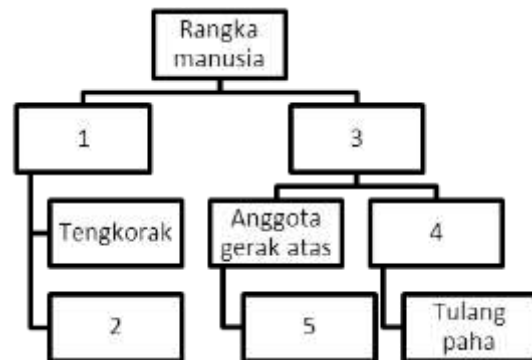 Rangka
manusia
1
3
Tengkorak
Anggota
gerak atas
4
2
5
Tulang
paha